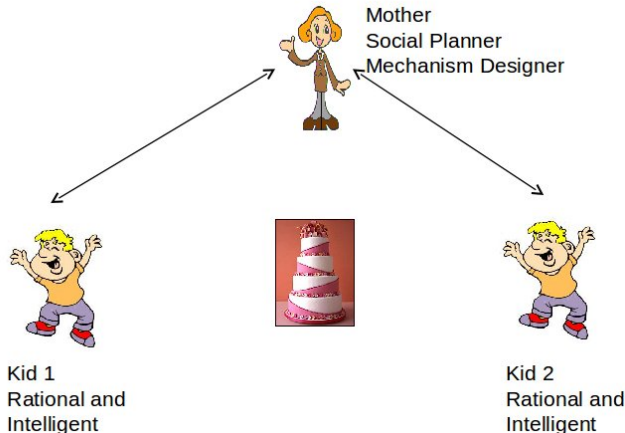 Mother
Social Planner
Mechanism Designer
Kid 1
Rational and
Intelligent
Kid 2
Rational and
Intelligent